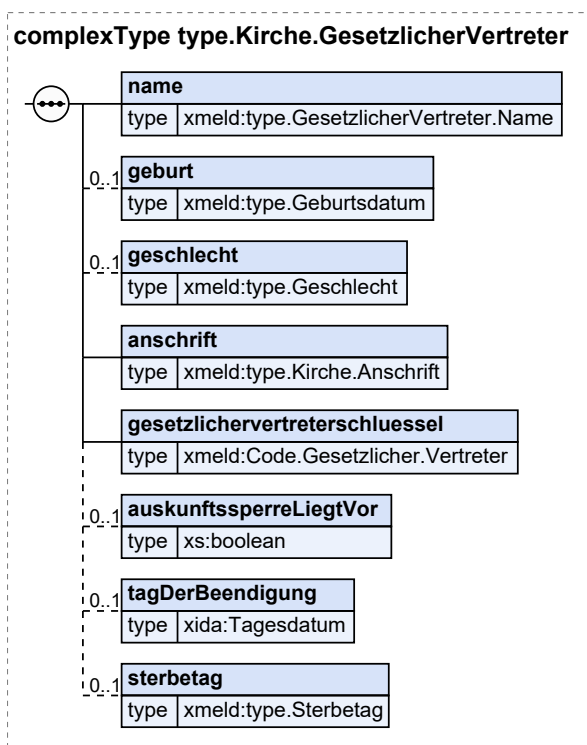 complexType type.Kirche.GesetzlicherVertreter
name
type xmeld:type.GesetzlicherVertreter.Name
0..1 geburt
type xmeld:type.Geburtsdatum
0..1 geschlecht
type xmeld:type.Geschlecht
anschrift
type xmeld:type.Kirche.Anschrift
gesetzlichervertreterschluessel
type xmeld:Code.Gesetzlicher.Vertreter
0..1 auskunftssperreLiegtVor
type xs:boolean
0..1 tagDerBeendigung
type xida:Tagesdatum
0..1 sterbetag
type xmeld:type.Sterbetag